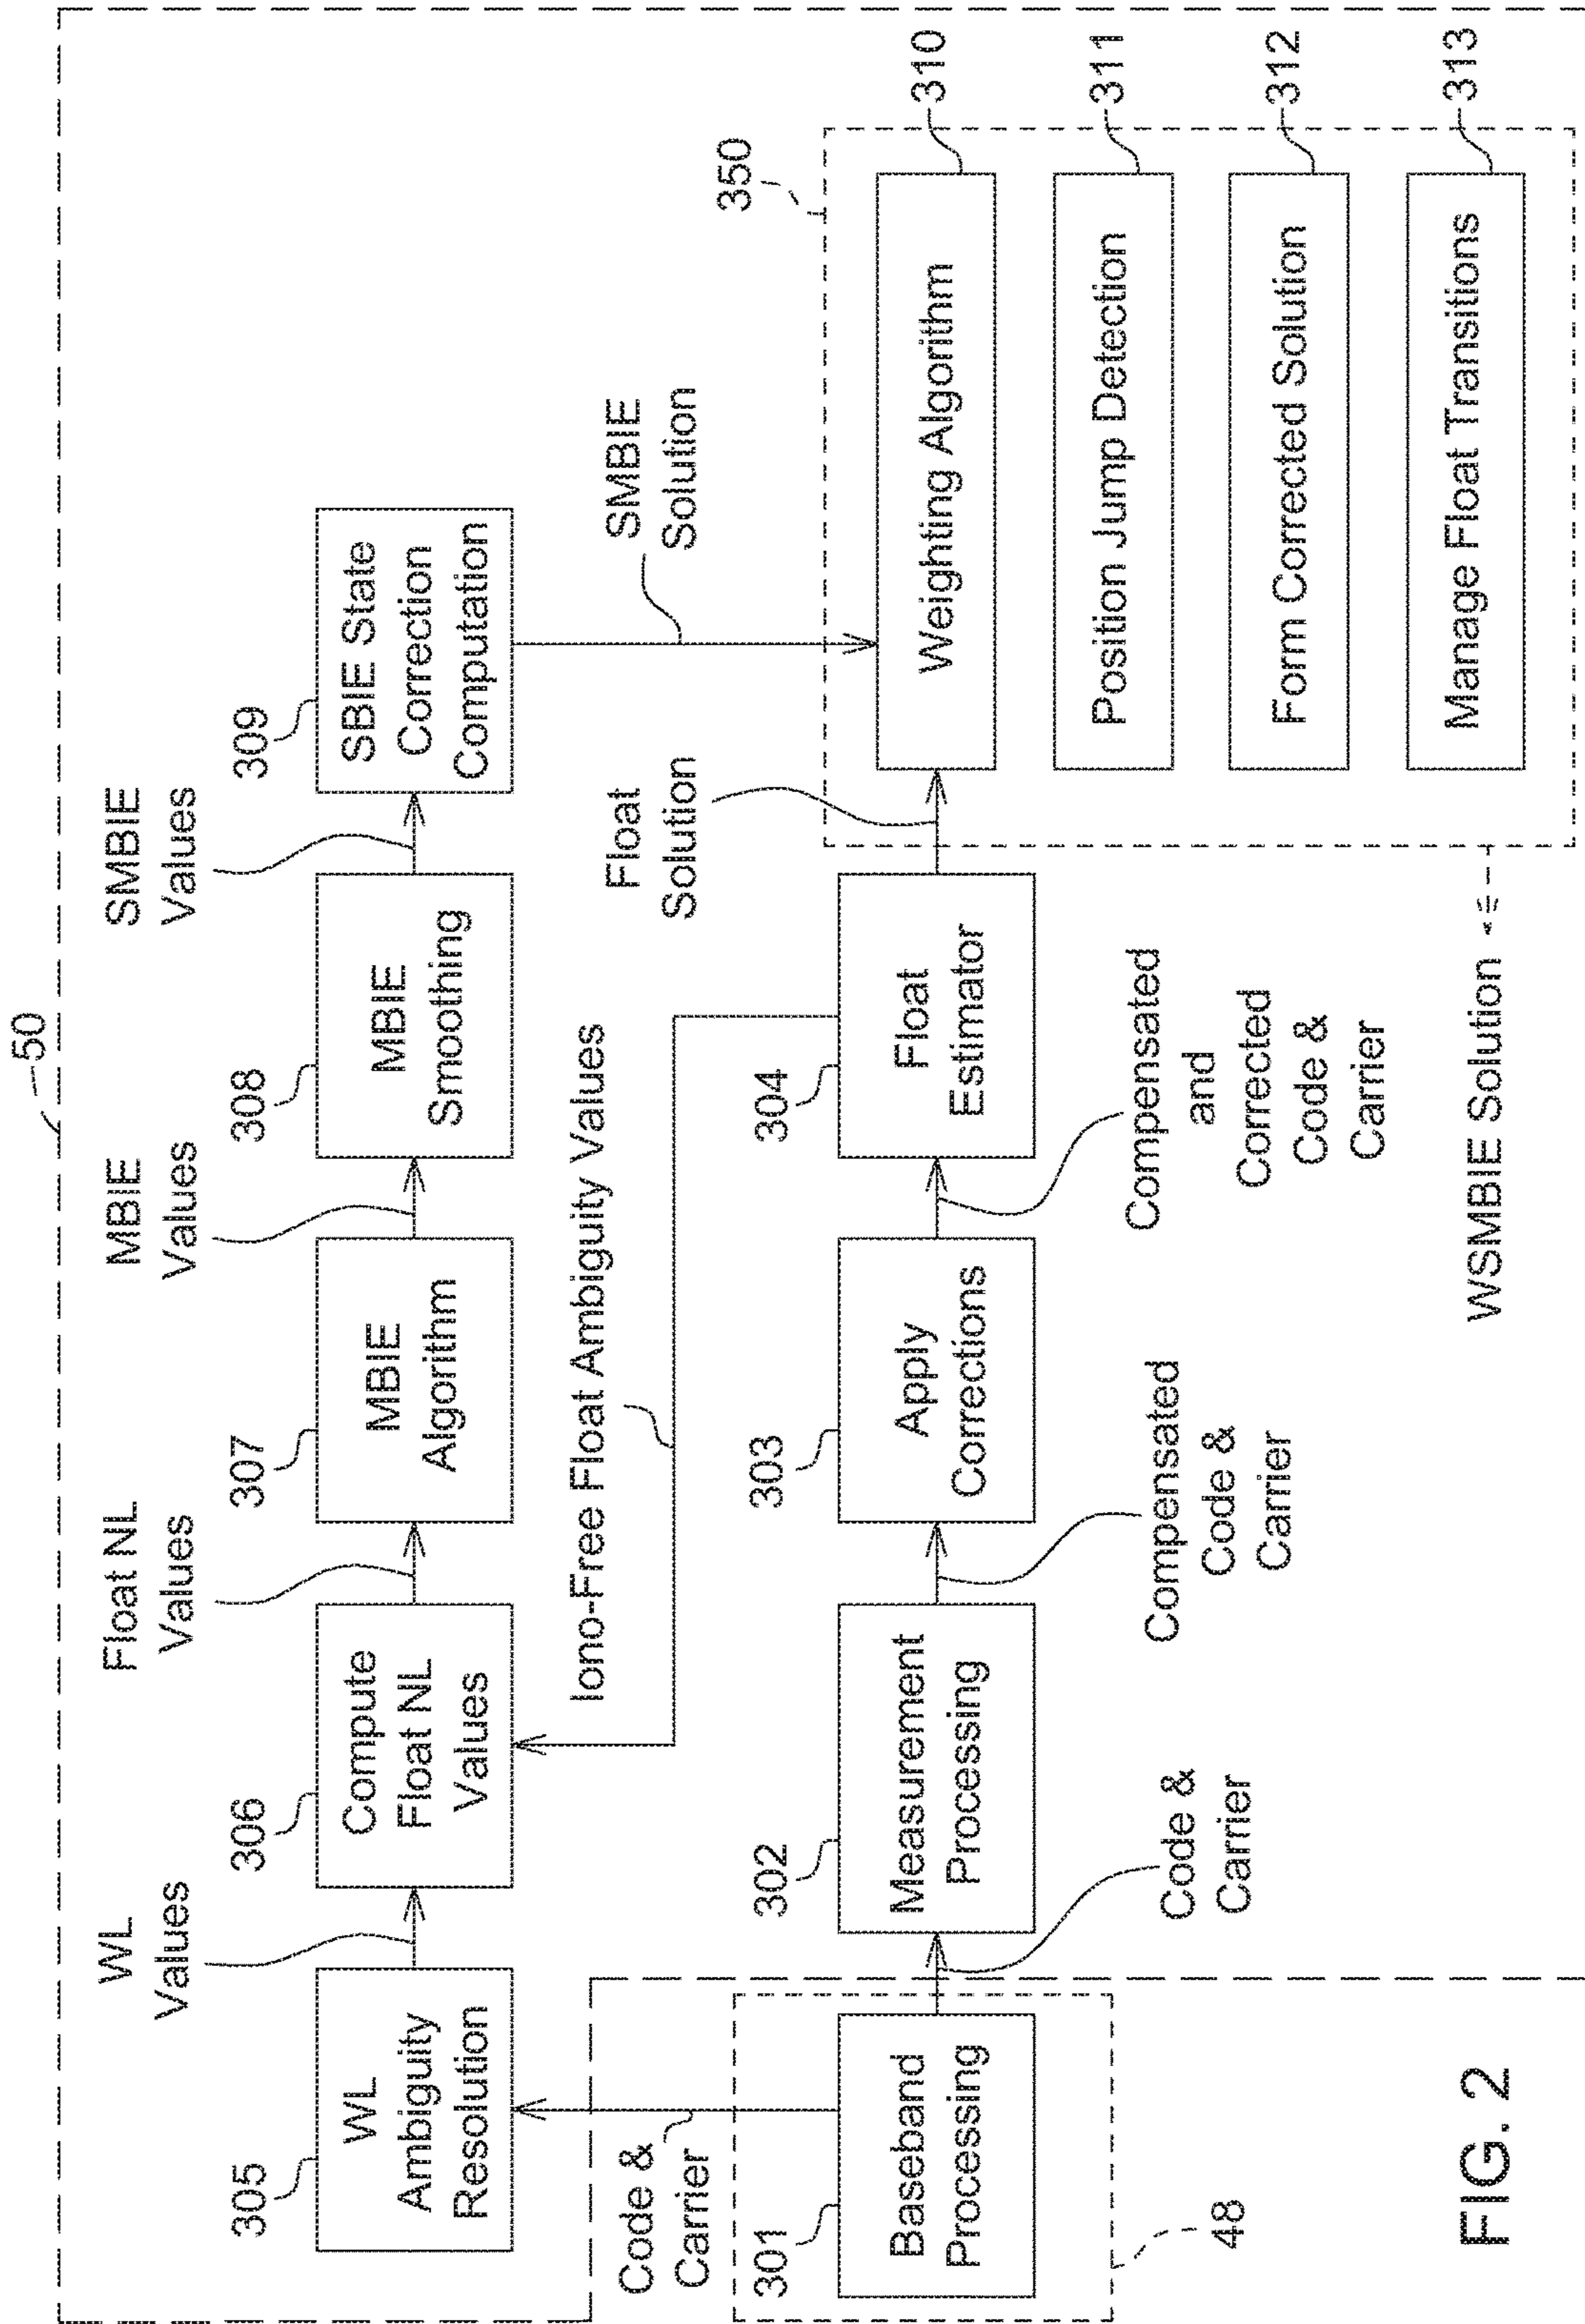 50
WL
Values
Float NL
Values
MBIE
Values
SMBIE
Values
305
306
307
308
309
WL
Ambiguity
Resolution
Compute
Float NL
Values
MBIE
Algorithm
MBIE
Smoothing
SBIE State
Correction
Computation
Code &
Carrier
Iono-Free Float Ambiguity Values
Float
Solution
SMBIE
Solution
350
301
302
303
304
Baseband
Processing
Measurement
Processing
Apply
Corrections
Float
Estimator
Weighting Algorithm
310
Position Jump Detection
311
Form Corrected Solution
312
Manage Float Transitions
313
Code &
Carrier
Compensated
Code &
Carrier
Compensated
and
Corrected
Code &
Carrier
48
WSMBIE Solution
FIG. 2